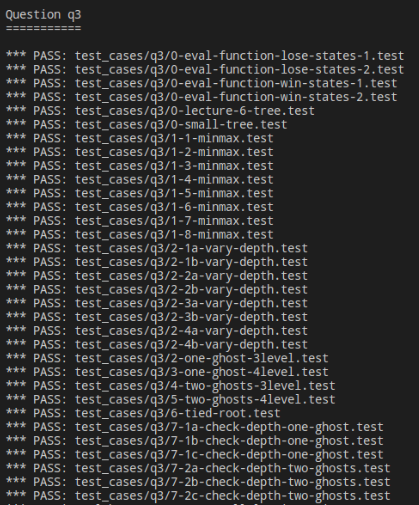 Question q3
===========
*** PASS: test_cases/q3/0-eval-function-lose-states-1.test
*** PASS: test_cases/q3/0-eval-function-lose-states-2.test
*** PASS: test_cases/q3/0-eval-function-win-states-1.test
*** PASS: test_cases/q3/0-eval-function-win-states-2.test
*** PASS: test_cases/q3/0-lecture-6-tree.test
*** PASS: test_cases/q3/0-small-tree.test
*** PASS: test_cases/q3/1-1-minmax.test
*** PASS: test_cases/q3/1-2-minmax.test
*** PASS: test_cases/q3/1-3-minmax.test
*** PASS: test_cases/q3/1-4-minmax.test
*** PASS: test_cases/q3/1-5-minmax.test
*** PASS: test_cases/q3/1-6-minmax.test
*** PASS: test_cases/q3/1-7-minmax.test
*** PASS: test_cases/q3/1-8-minmax.test
*** PASS: test_cases/q3/2-1a-vary-depth.test
*** PASS: test_cases/q3/2-1b-vary-depth.test
*** PASS: test_cases/q3/2-2a-vary-depth.test
*** PASS: test_cases/q3/2-2b-vary-depth.test
*** PASS: test_cases/q3/2-3a-vary-depth.test
*** PASS: test_cases/q3/2-3b-vary-depth.test
*** PASS: test_cases/q3/2-4a-vary-depth.test
*** PASS: test_cases/q3/2-4b-vary-depth.test
*** PASS: test_cases/q3/2-one-ghost-3level.test
*** PASS: test_cases/q3/3-one-ghost-4level.test
*** PASS: test_cases/q3/4-two-ghosts-3level.test
*** PASS: test_cases/q3/5-two-ghosts-4level.test
*** PASS: test_cases/q3/6-tied-root.test
*** PASS: test_cases/q3/7-1a-check-depth-one-ghost.test
*** PASS: test_cases/q3/7-1b-check-depth-one-ghost.test
*** PASS: test_cases/q3/7-1c-check-depth-one-ghost.test
*** PASS: test_cases/q3/7-2a-check-depth-two-ghosts.test
*** PASS: test_cases/q3/7-2b-check-depth-two-ghosts.test
*** PASS: test_cases/q3/7-2c-check-depth-two-ghosts.test